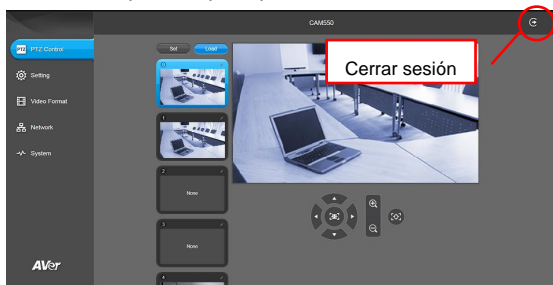 CAM550
PTZ PTZ Control
Setting
Video Format
Network
System
AVer
Set Load
1
2
None
3
None
4
Cerrar sesión